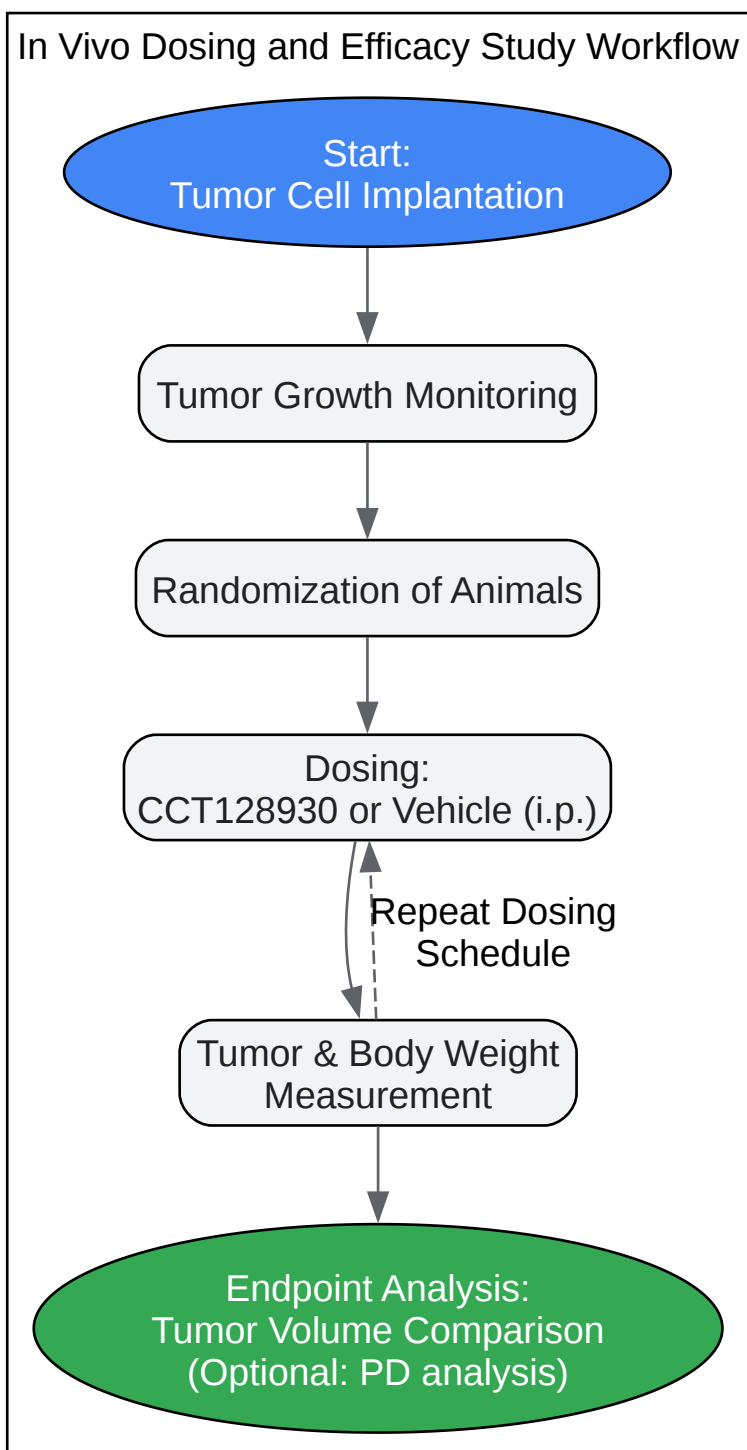 In Vivo Dosing and Efficacy Study Workflow
Start:
Tumor Cell Implantation
Tumor Growth Monitoring
Randomization of Animals
Dosing:
CCT128930 or Vehicle (i.p.)
Repeat Dosing
Schedule
Tumor & Body Weight
Measurement
Endpoint Analysis:
Tumor Volume Comparison
(Optional: PD analysis)